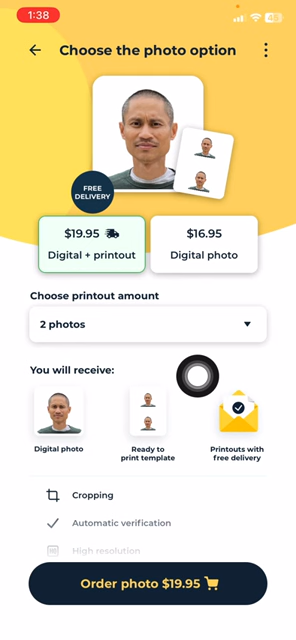 1:38
45
Choose the photo option
FREE
DELIVERY
$19.95
Digital + printout
$16.95
Digital photo
Choose printout amount
2 photos
You will receive:
Digital photo
Ready to
print template
Printouts with
free delivery
Cropping
Automatic verification
HD
High resolution
Order photo $19.95